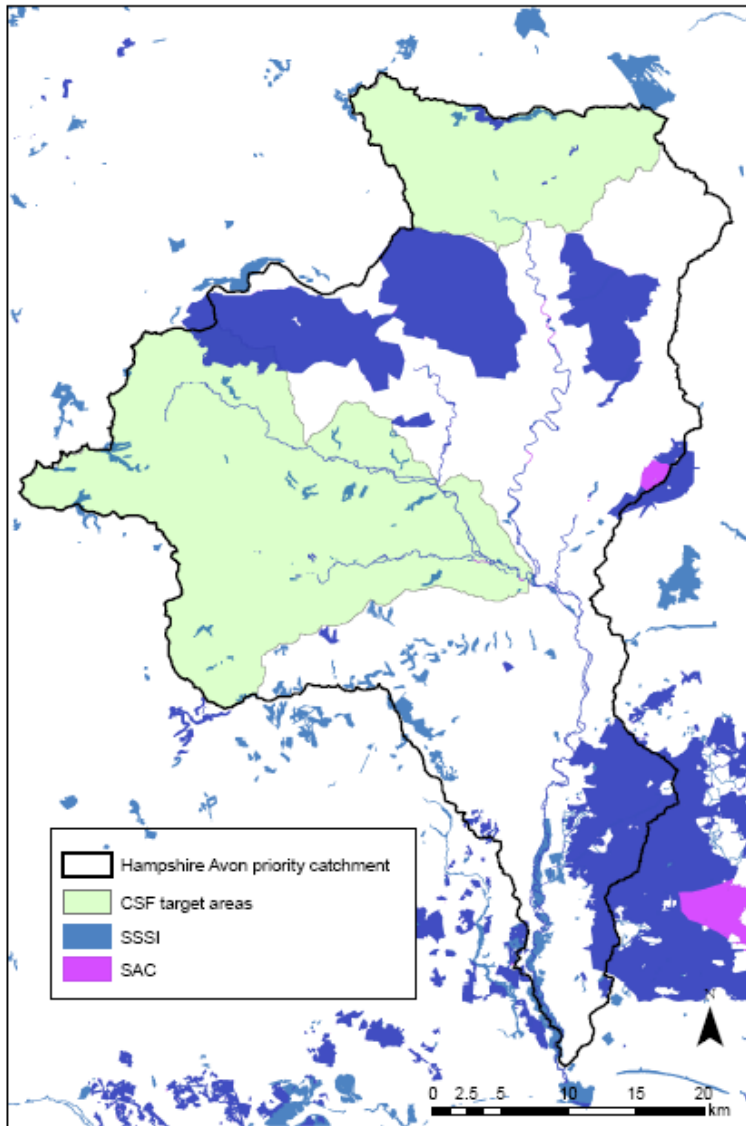 Hampshire Avon priority catchment
CSF target areas
SSSI
SAC
N
0 2.5 5 10 15 20
km